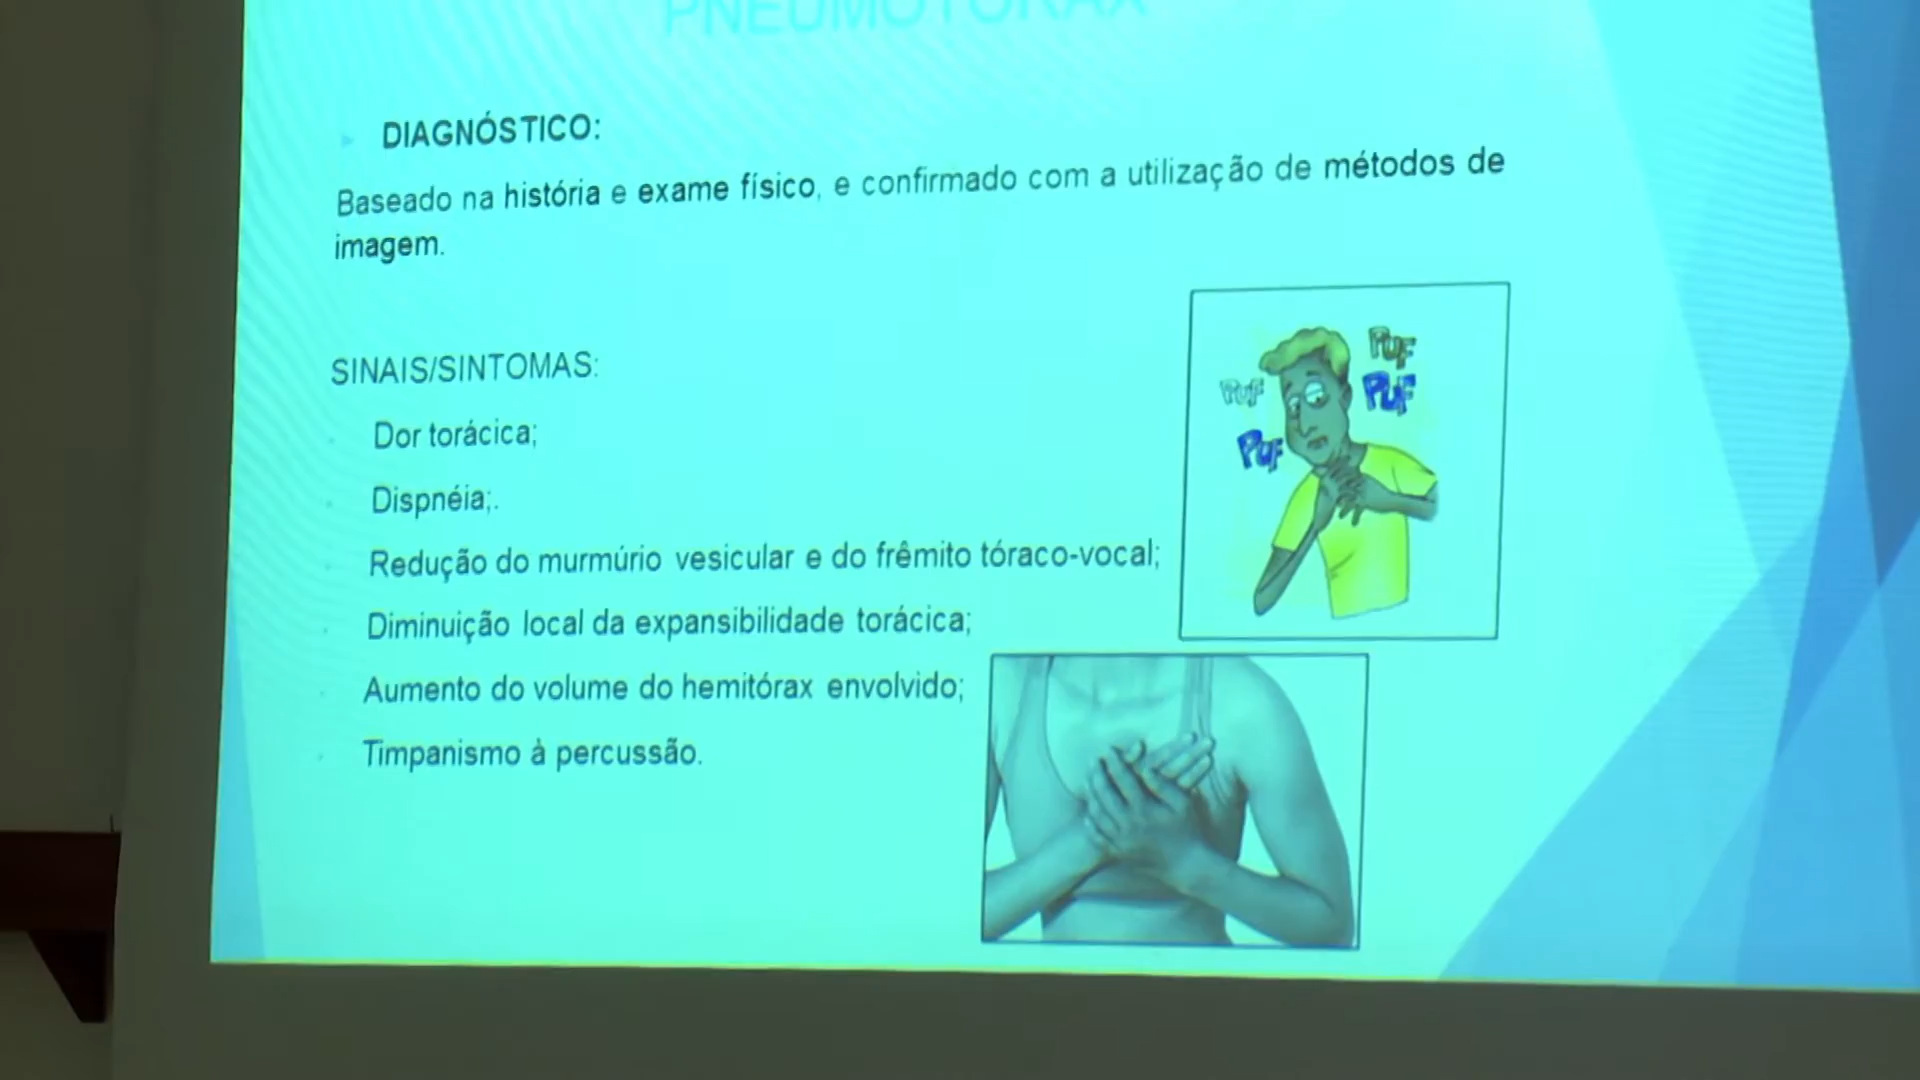 PNEUMOTÓRAX
DIAGNÓSTICO:
Baseado na história e exame físico, e confirmado com a utilização de métodos de
imagem.
SINAIS/SINTOMAS:
Dor torácica;
Dispnéia;.
Redução do murmúrio vesicular e do frêmito tóraco-vocal;
Diminuição local da expansibilidade torácica;
Aumento do volume do hemitórax envolvido;
Timpanismo à percussão.
PUF
PUF
PUF
PUF